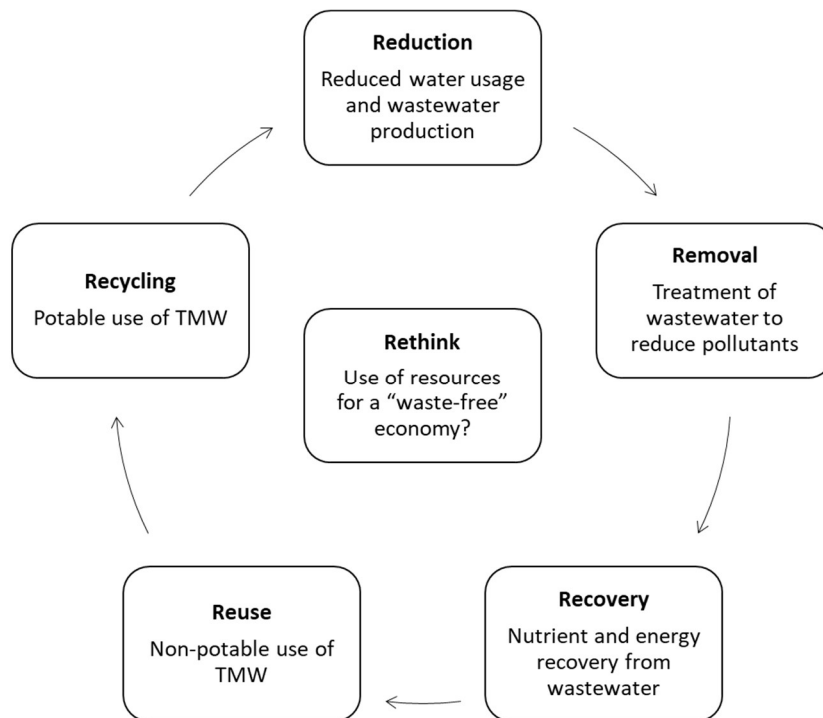 Reduction
Reduced water usage
and wastewater
production
Removal
Treatment of
wastewater to
reduce pollutants
Recovery
Nutrient and energy
recovery from
wastewater
Reuse
Non-potable use of
TMW
Recycling
Potable use of TMW
Rethink
Use of resources
for a “waste-free”
economy?